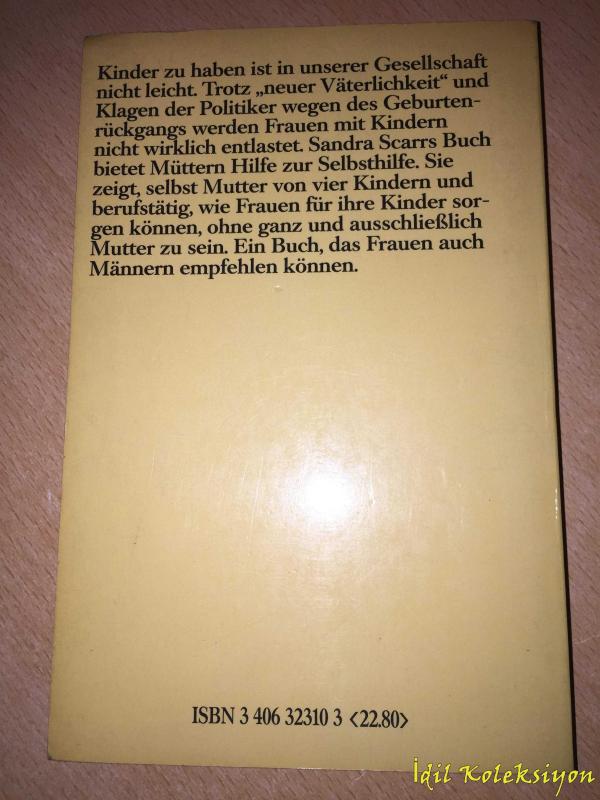 Kinder zu haben ist in unserer Gesellschaft
nicht leicht. Trotz „neuer Väterlichkeit“ und
Klagen der Politiker wegen des Geburten-
rückgangs werden Frauen mit Kindern
nicht wirklich entlastet. Sandra Scarrs Buch
bietet Müttern Hilfe zur Selbsthilfe. Sie
zeigt, selbst Mutter von vier Kindern und
berufstätig, wie Frauen für ihre Kinder sor-
gen können, ohne ganz und ausschließlich
Mutter zu sein. Ein Buch, das Frauen auch
Männern empfehlen können.
ISBN 3 406 32310 3 <22.80>
İdil Koleksiyon